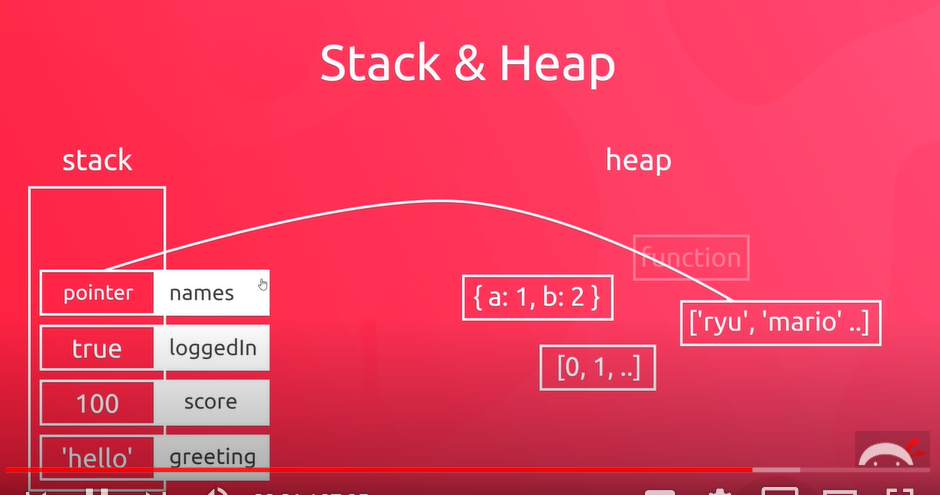 Stack & Heap
stack
heap
function
pointer names
{ a: 1, b: 2 }
['ryu', 'mario' ..]
true loggedIn
[0, 1, ..]
100 score
'hello' greeting